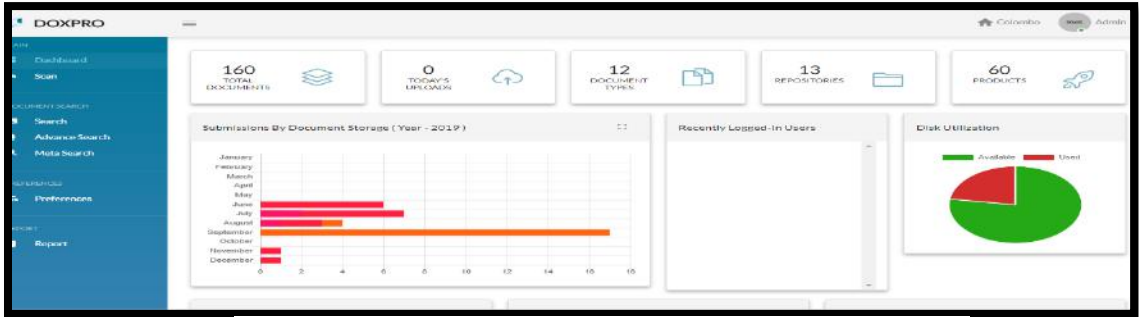 DOXPRO
Colombo
Admin
MAIN
Dashboard
Scan
DOCUMENT SEARCH
Search
Advance Search
Meta Search
Preferences
Report
160
TOTAL
DOCUMENTS
0
TODAY'S
UPLOADS
12
DOCUMENT
TYPES
13
REPOSITORIES
60
PRODUCTS
Submissions By Document Storage ( Year - 2019 )
January
February
March
April
May
June
July
August
September
October
November
December
0 2 4 6 8 10 12 14 16 18
Recently Logged-In Users
Disk Utilization
Available Used